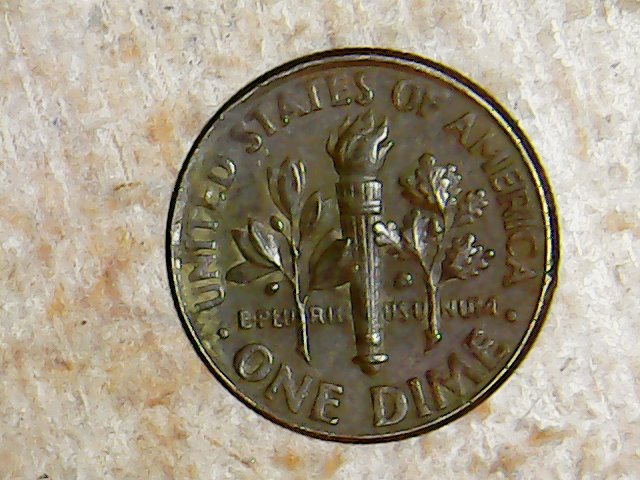 UNITED STATES OF AMERICA
E PLURIBUS UNUM
ONE DIME